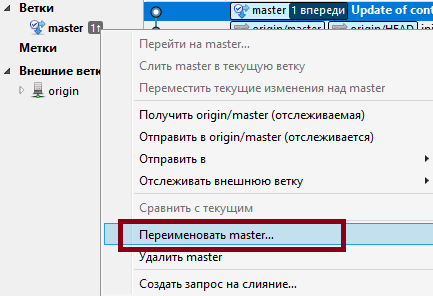 Ветки
master 1↑
Метки
Внешние ветк
origin
master 1 впереди Update of cont
origin/master origin/HEAD ini
Перейти на master...
Слить master в текущую ветку
Переместить текущие изменения над master
Получить origin/master (отслеживаемая)
Отправить в origin/master (отслеживается)
Отправить в
Отслеживать внешнюю ветку
Сравнить с текущим
Переименовать master...
Удалить master
Создать запрос на слияние...